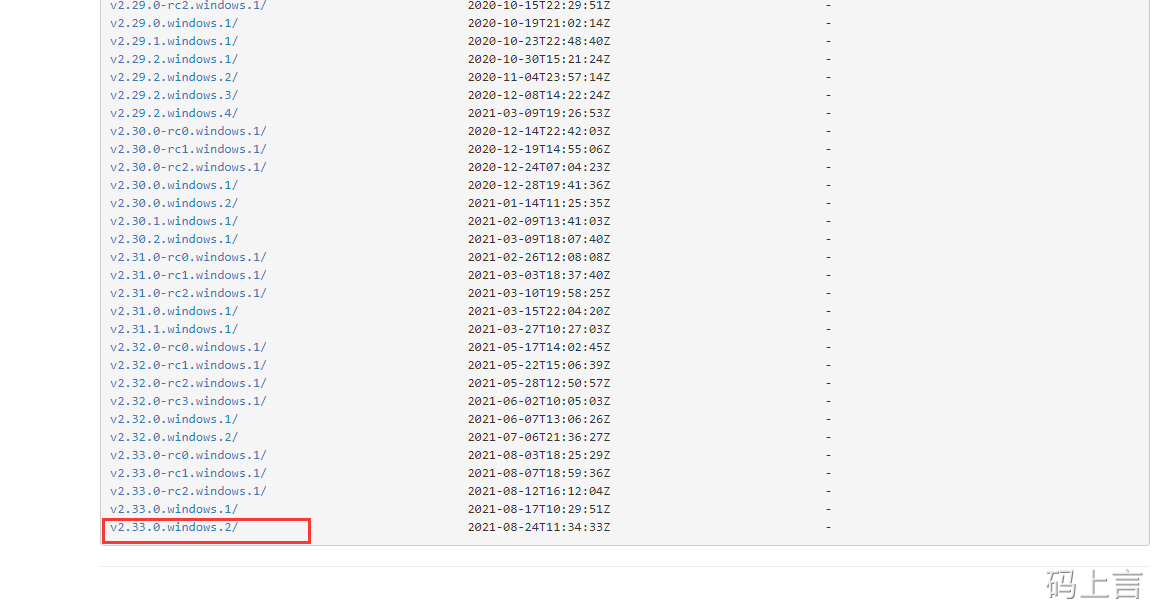 v2.29.0-rc2.windows.1/ 2020-10-15T22:29:51Z -
v2.29.0.windows.1/ 2020-10-19T21:02:14Z -
v2.29.1.windows.1/ 2020-10-23T22:48:40Z -
v2.29.2.windows.1/ 2020-10-30T15:21:24Z -
v2.29.2.windows.2/ 2020-11-04T23:57:14Z -
v2.29.2.windows.3/ 2020-12-08T14:22:24Z -
v2.29.2.windows.4/ 2021-03-09T19:26:53Z -
v2.30.0-rc0.windows.1/ 2020-12-14T22:42:03Z -
v2.30.0-rc1.windows.1/ 2020-12-19T14:55:06Z -
v2.30.0-rc2.windows.1/ 2020-12-24T07:04:23Z -
v2.30.0.windows.1/ 2020-12-28T19:41:36Z -
v2.30.0.windows.2/ 2021-01-14T11:25:35Z -
v2.30.1.windows.1/ 2021-02-09T13:41:03Z -
v2.30.2.windows.1/ 2021-03-09T18:07:40Z -
v2.31.0-rc0.windows.1/ 2021-02-26T12:08:08Z -
v2.31.0-rc1.windows.1/ 2021-03-03T18:37:40Z -
v2.31.0-rc2.windows.1/ 2021-03-10T19:58:25Z -
v2.31.0.windows.1/ 2021-03-15T22:04:20Z -
v2.31.1.windows.1/ 2021-03-27T10:27:03Z -
v2.32.0-rc0.windows.1/ 2021-05-17T14:02:45Z -
v2.32.0-rc1.windows.1/ 2021-05-22T15:06:39Z -
v2.32.0-rc2.windows.1/ 2021-05-28T12:50:57Z -
v2.32.0-rc3.windows.1/ 2021-06-02T10:05:03Z -
v2.32.0.windows.1/ 2021-06-07T13:06:26Z -
v2.32.0.windows.2/ 2021-07-06T21:36:27Z -
v2.33.0-rc0.windows.1/ 2021-08-03T18:25:29Z -
v2.33.0-rc1.windows.1/ 2021-08-07T18:59:36Z -
v2.33.0-rc2.windows.1/ 2021-08-12T16:12:04Z -
v2.33.0.windows.1/ 2021-08-17T10:29:51Z -
v2.33.0.windows.2/ 2021-08-24T11:34:33Z -
码上言